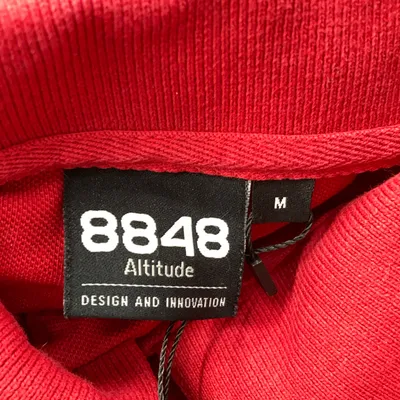 8848
Altitude
DESIGN AND INNOVATION
M